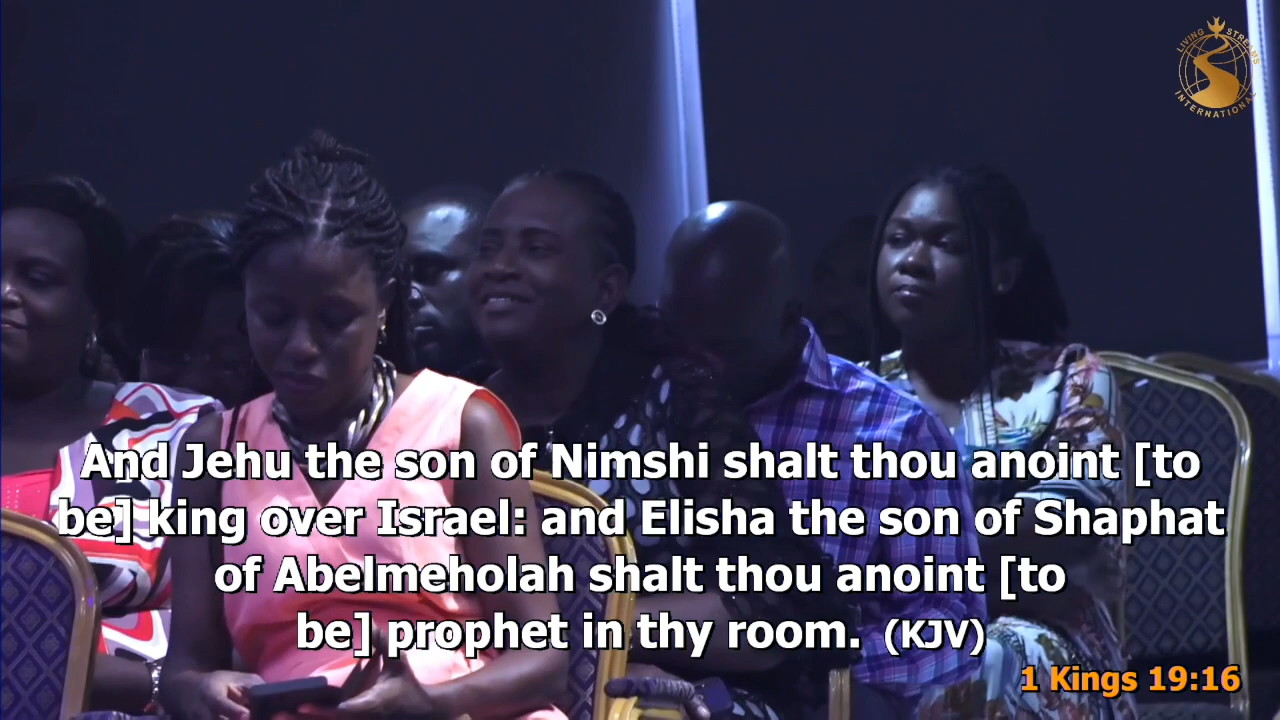 LIVING STREAMS
INTERNATIONAL
And Jehu the son of Nimshi shalt thou anoint [to
be] king over Israel: and Elisha the son of Shaphat
of Abelmeholah shalt thou anoint [to
be] prophet in thy room. (KJV)
1 Kings 19:16